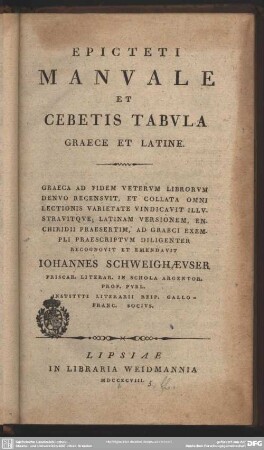 EPICTETI
MANVALE
ET
CEBETIS TABVLA
GRAECE ET LATINE.
GRAECA AD FIDEM VETERVM LIBRORVM
DENVO RECENSVIT, ET COLLATA OMNI
LECTIONIS VARIETATE VINDICAVIT ILLV-
STRAVITQVE; LATINAM VERSIONEM, EN-
CHIRIDII PRAESERTIM, AD GRAECI EXEM-
PLI PRAESCRIPTVM DILIGENTER
RECOGNOVIT ET EMENDAVIT
IOHANNES SCHWEIGHÆVSER
PRISCAR. LITERAR. IN SCHOLA ARGENTOR.
PROF. PVBL.
INSTITVTI LITERARII REIP. GALLO-
FRANC. SOCIVS.
LIPSIAE
IN LIBRARIA WEIDMANNIA
MDCCXCVIII.